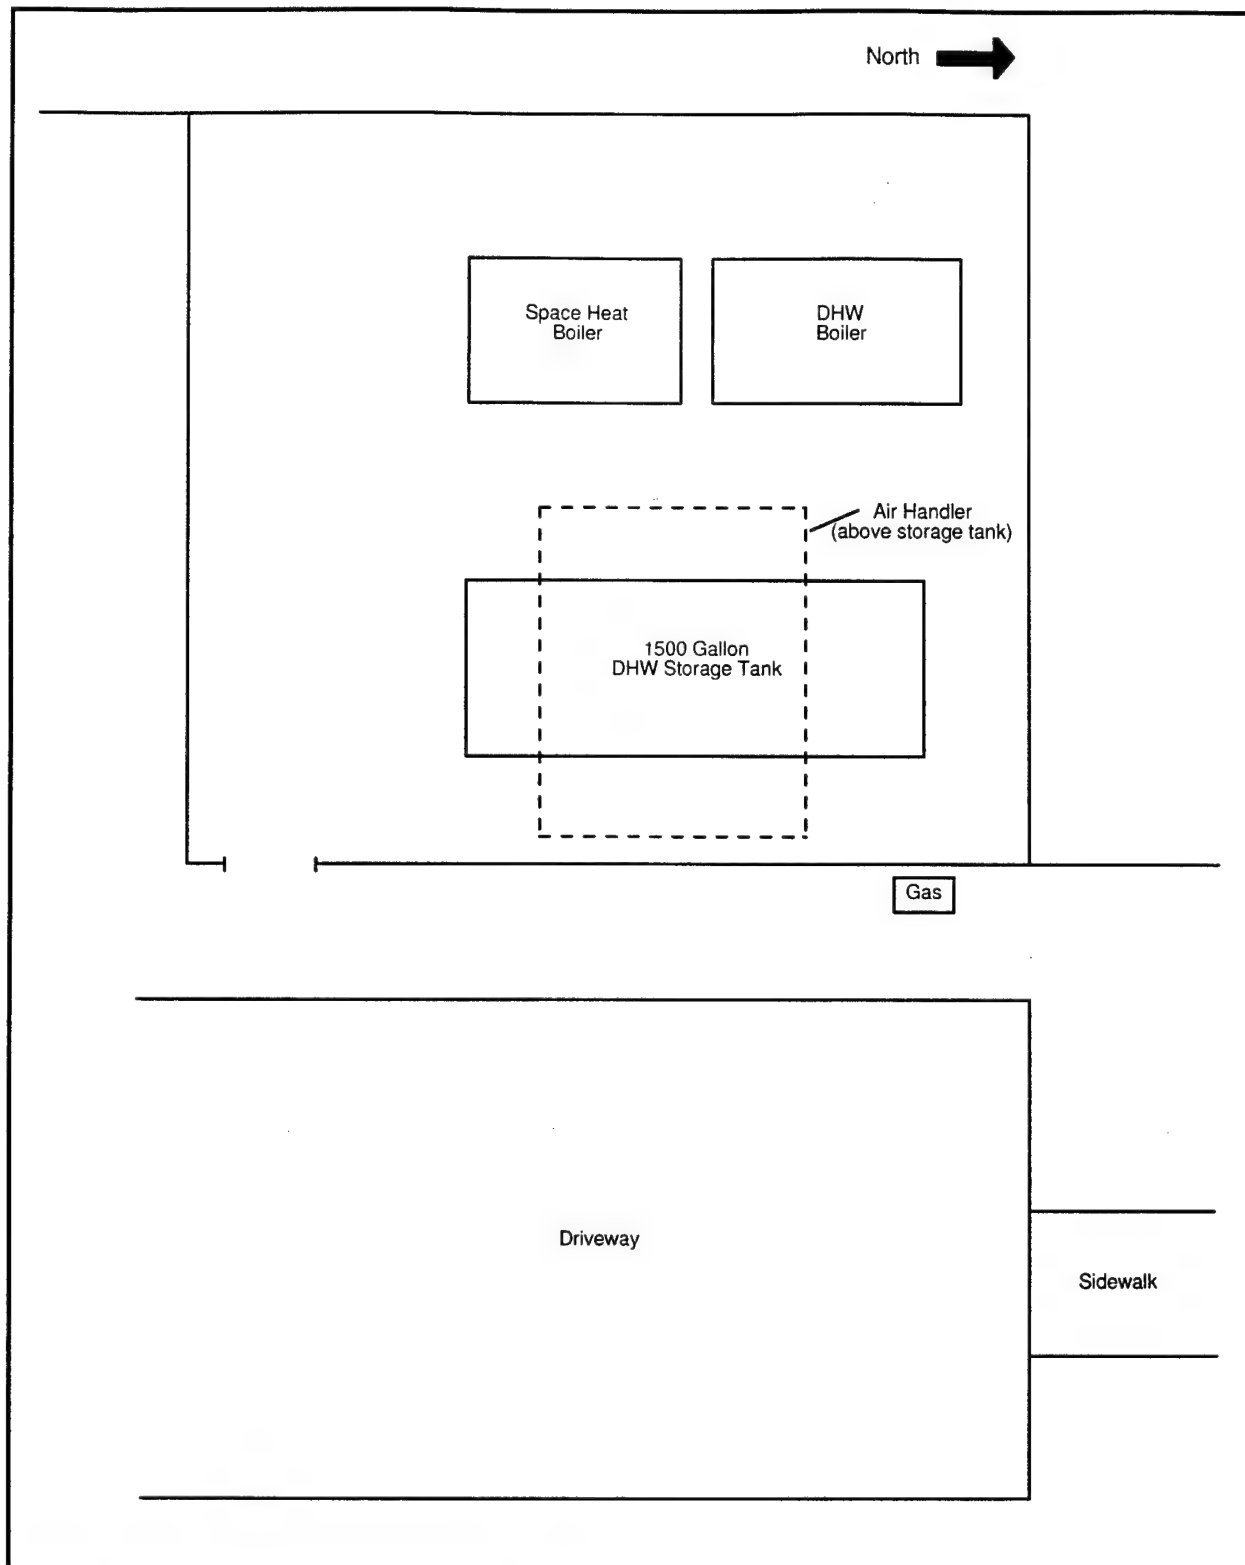 North
Space Heat
Boiler
DHW
Boiler
Air Handler
(above storage tank)
1500 Gallon
DHW Storage Tank
Gas
Driveway
Sidewalk